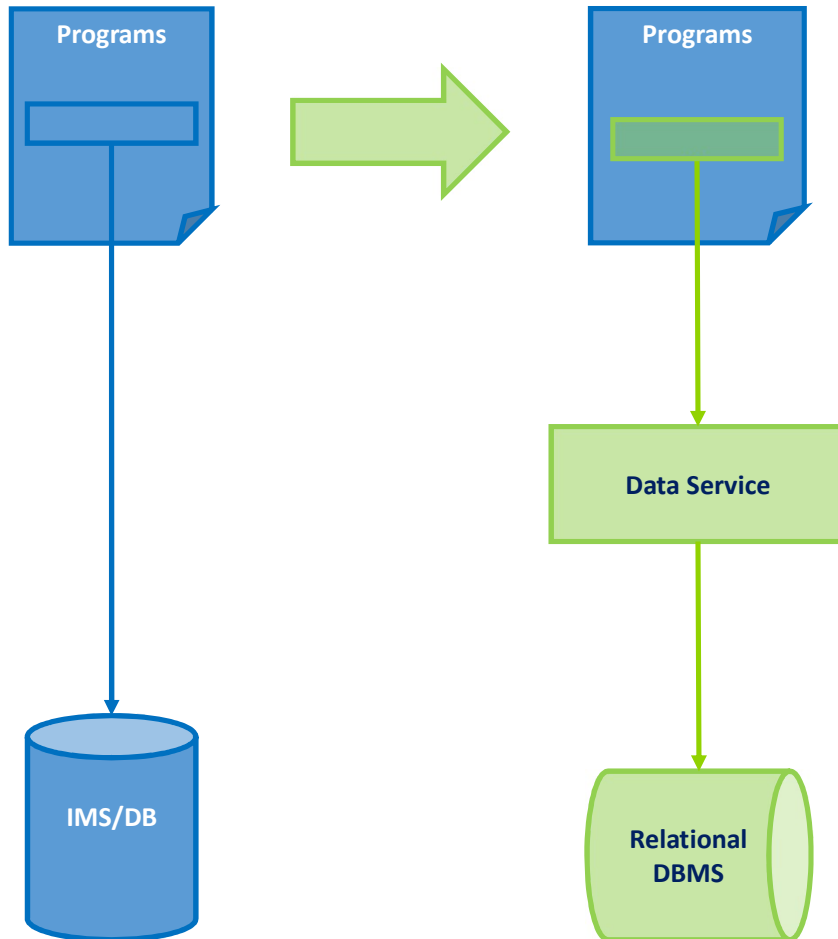 Programs
Programs
Data Service
IMS/DB
Relational
DBMS